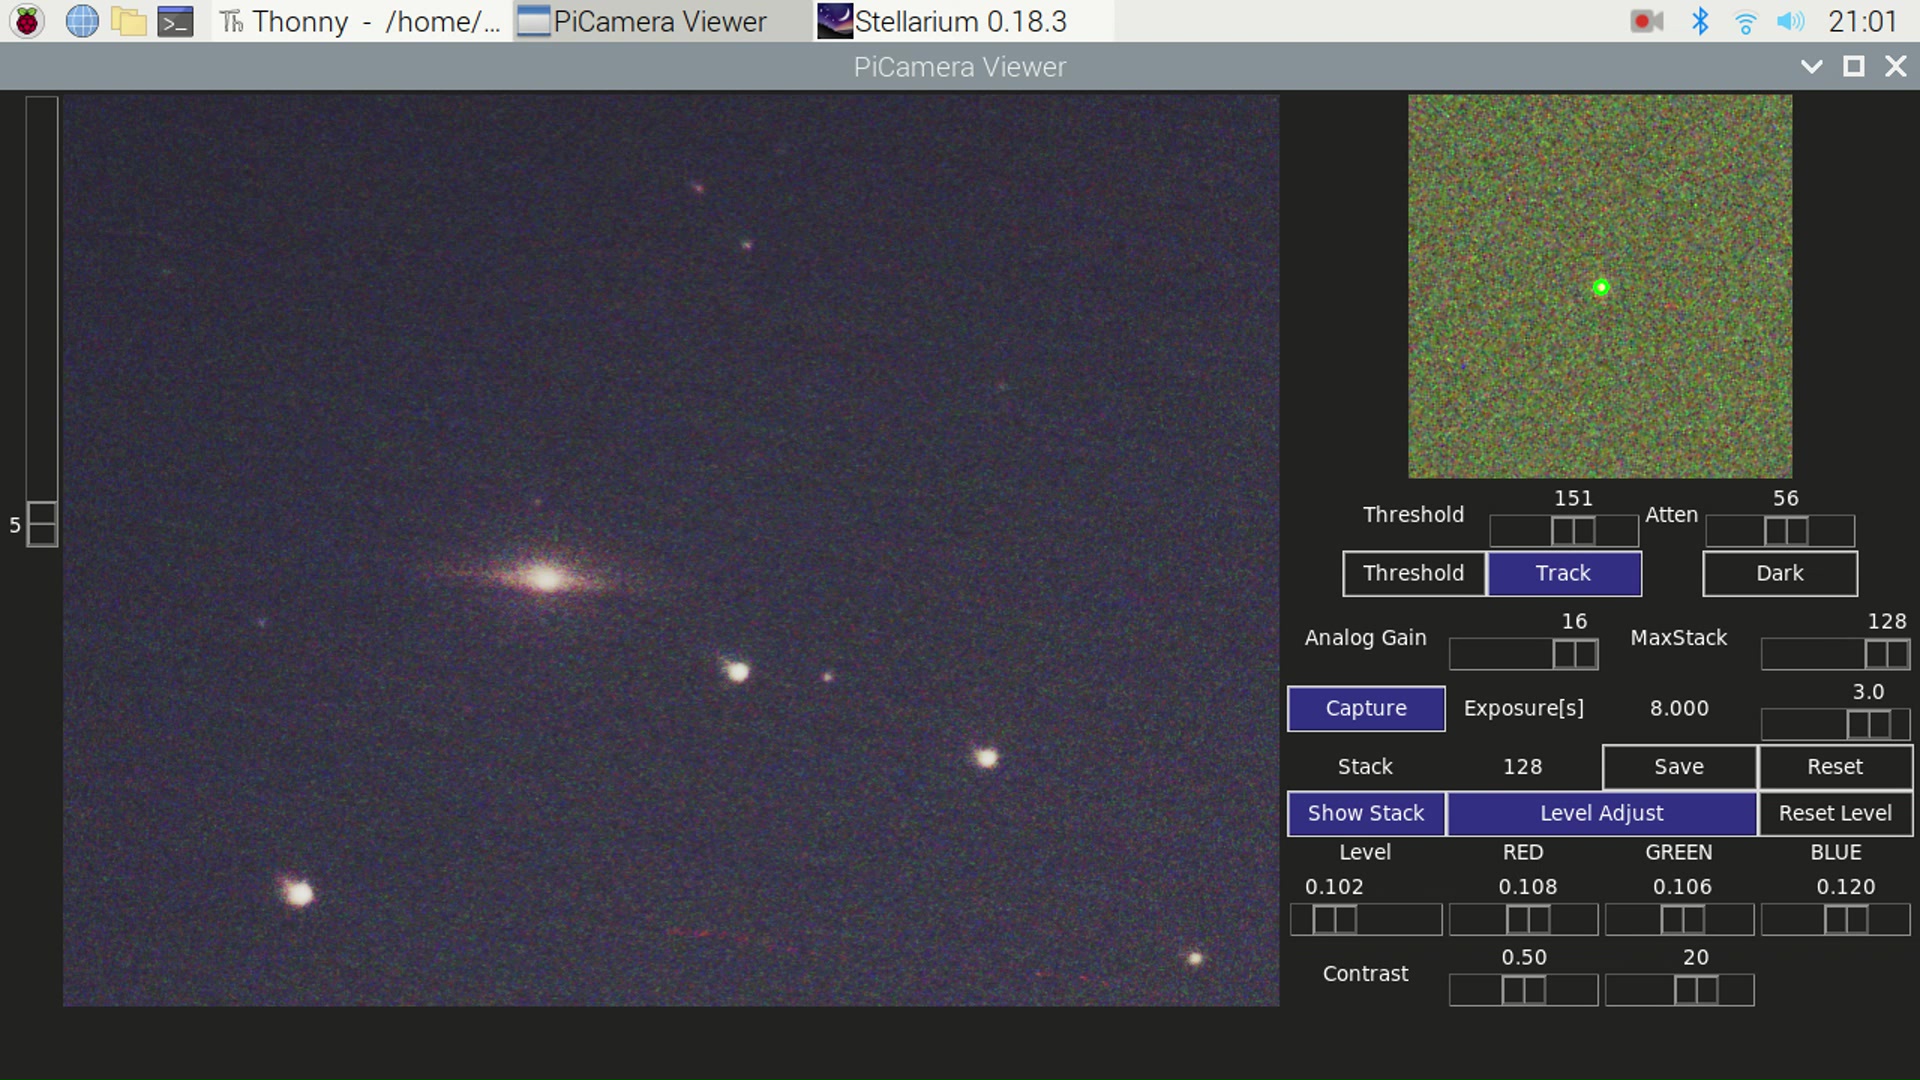 Thonny - /home/...
PiCamera Viewer
Stellarium 0.18.3
21:01
PiCamera Viewer
5
151
56
Threshold
Atten
Threshold
Track
Dark
16
128
Analog Gain
MaxStack
3.0
Capture
Exposure[s]
8.000
Stack
128
Save
Reset
Show Stack
Level Adjust
Reset Level
Level
RED
GREEN
BLUE
0.102
0.108
0.106
0.120
0.50
20
Contrast